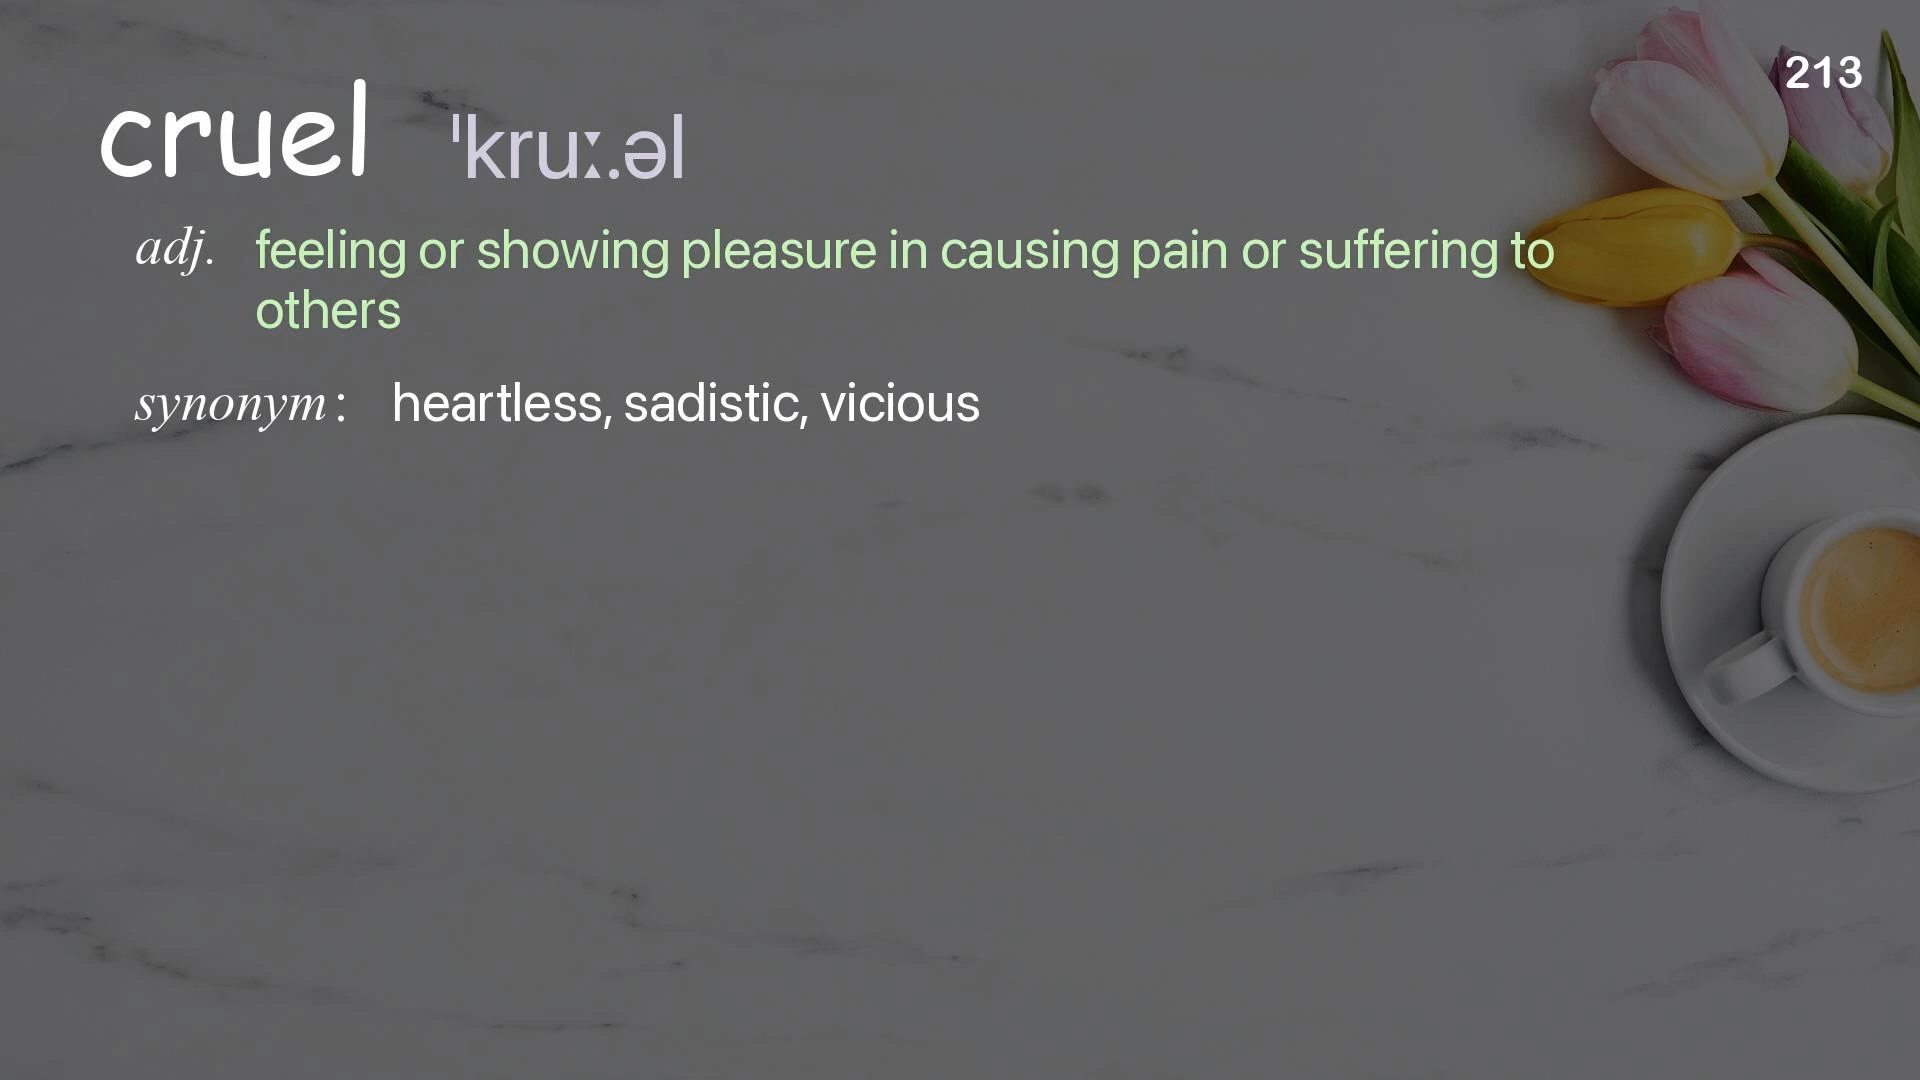 213
cruel ˈkruː.əl
adj. feeling or showing pleasure in causing pain or suffering to
others
synonym: heartless, sadistic, vicious